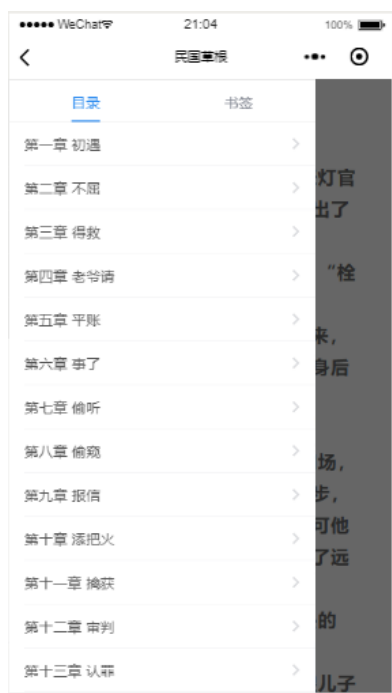 WeChat 21:04 100%
民国草根
目录 书签
第一章 初遇
第二章 不屈
第三章 得救
第四章 老爷请
第五章 平账
第六章 事了
第七章 偷听
第八章 偷窥
第九章 报信
第十章 添把火
第十一章 擒获
第十二章 审判
第十三章 认罪
灯官
出了
“栓
来，
身后
场，
步，
可他
了远
的
儿子